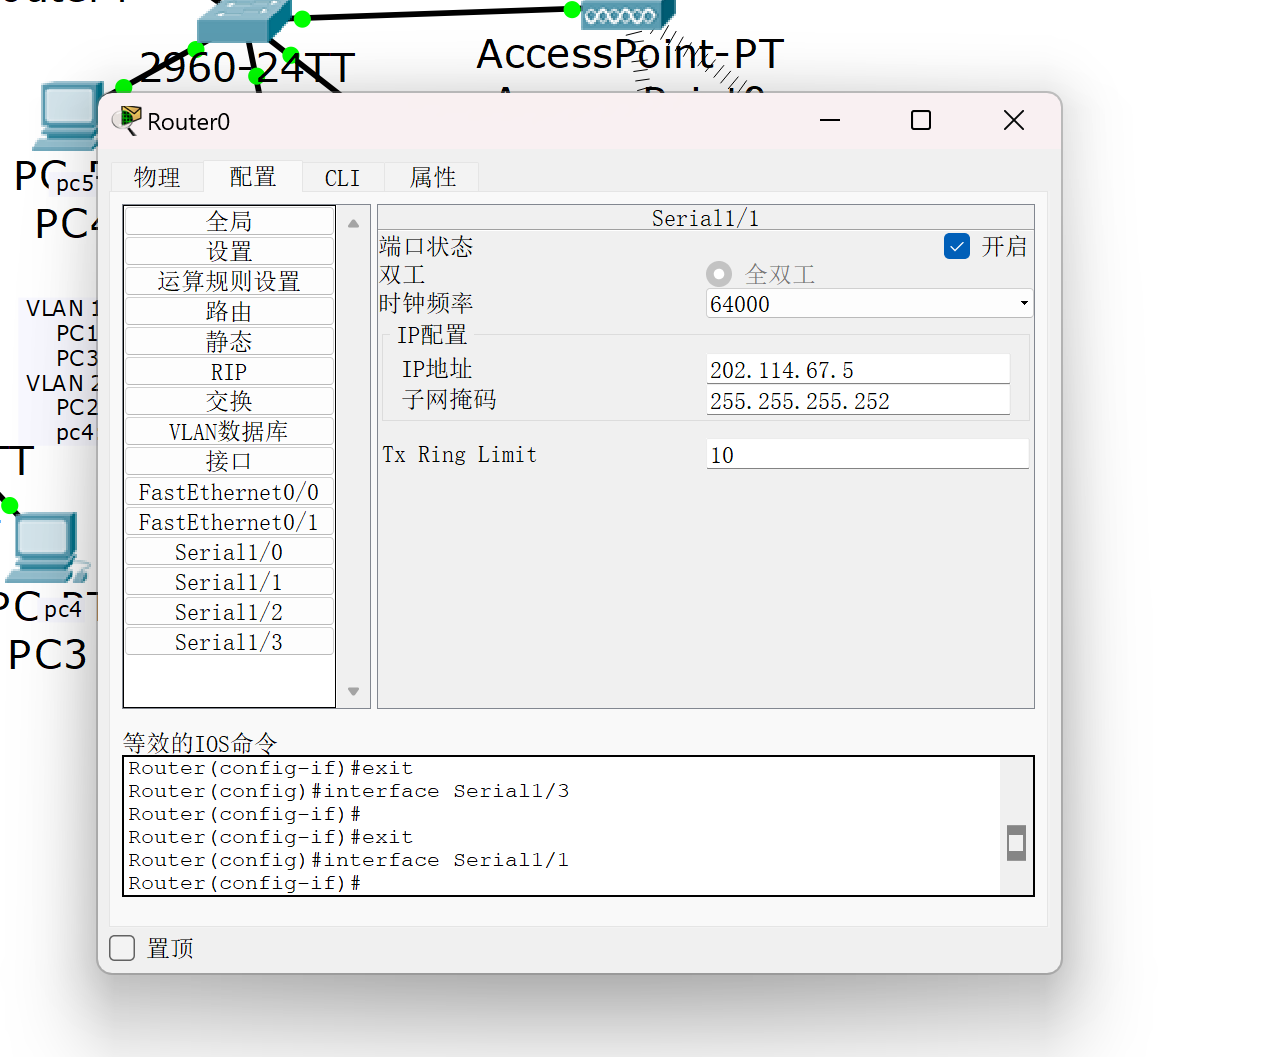 2960-24TT
AccessPoint-PT
Router0
物理
配置
CLI
属性
pc5
PC4
VLAN 1
PC1
PC3
VLAN 2
PC2
pc4
TT
pc4
PC3
全局
设置
运算规则设置
路由
静态
RIP
交换
VLAN数据库
接口
FastEthernet0/0
FastEthernet0/1
Serial1/0
Serial1/1
Serial1/2
Serial1/3
Serial1/1
端口状态
开启
双工
全双工
时钟频率
64000
IP配置
IP地址
202.114.67.5
子网掩码
255.255.255.252
Tx Ring Limit
10
等效的IOS命令
Router(config-if)#exit
Router(config)#interface Serial1/3
Router(config-if)#
Router(config-if)#exit
Router(config)#interface Serial1/1
Router(config-if)#
置顶